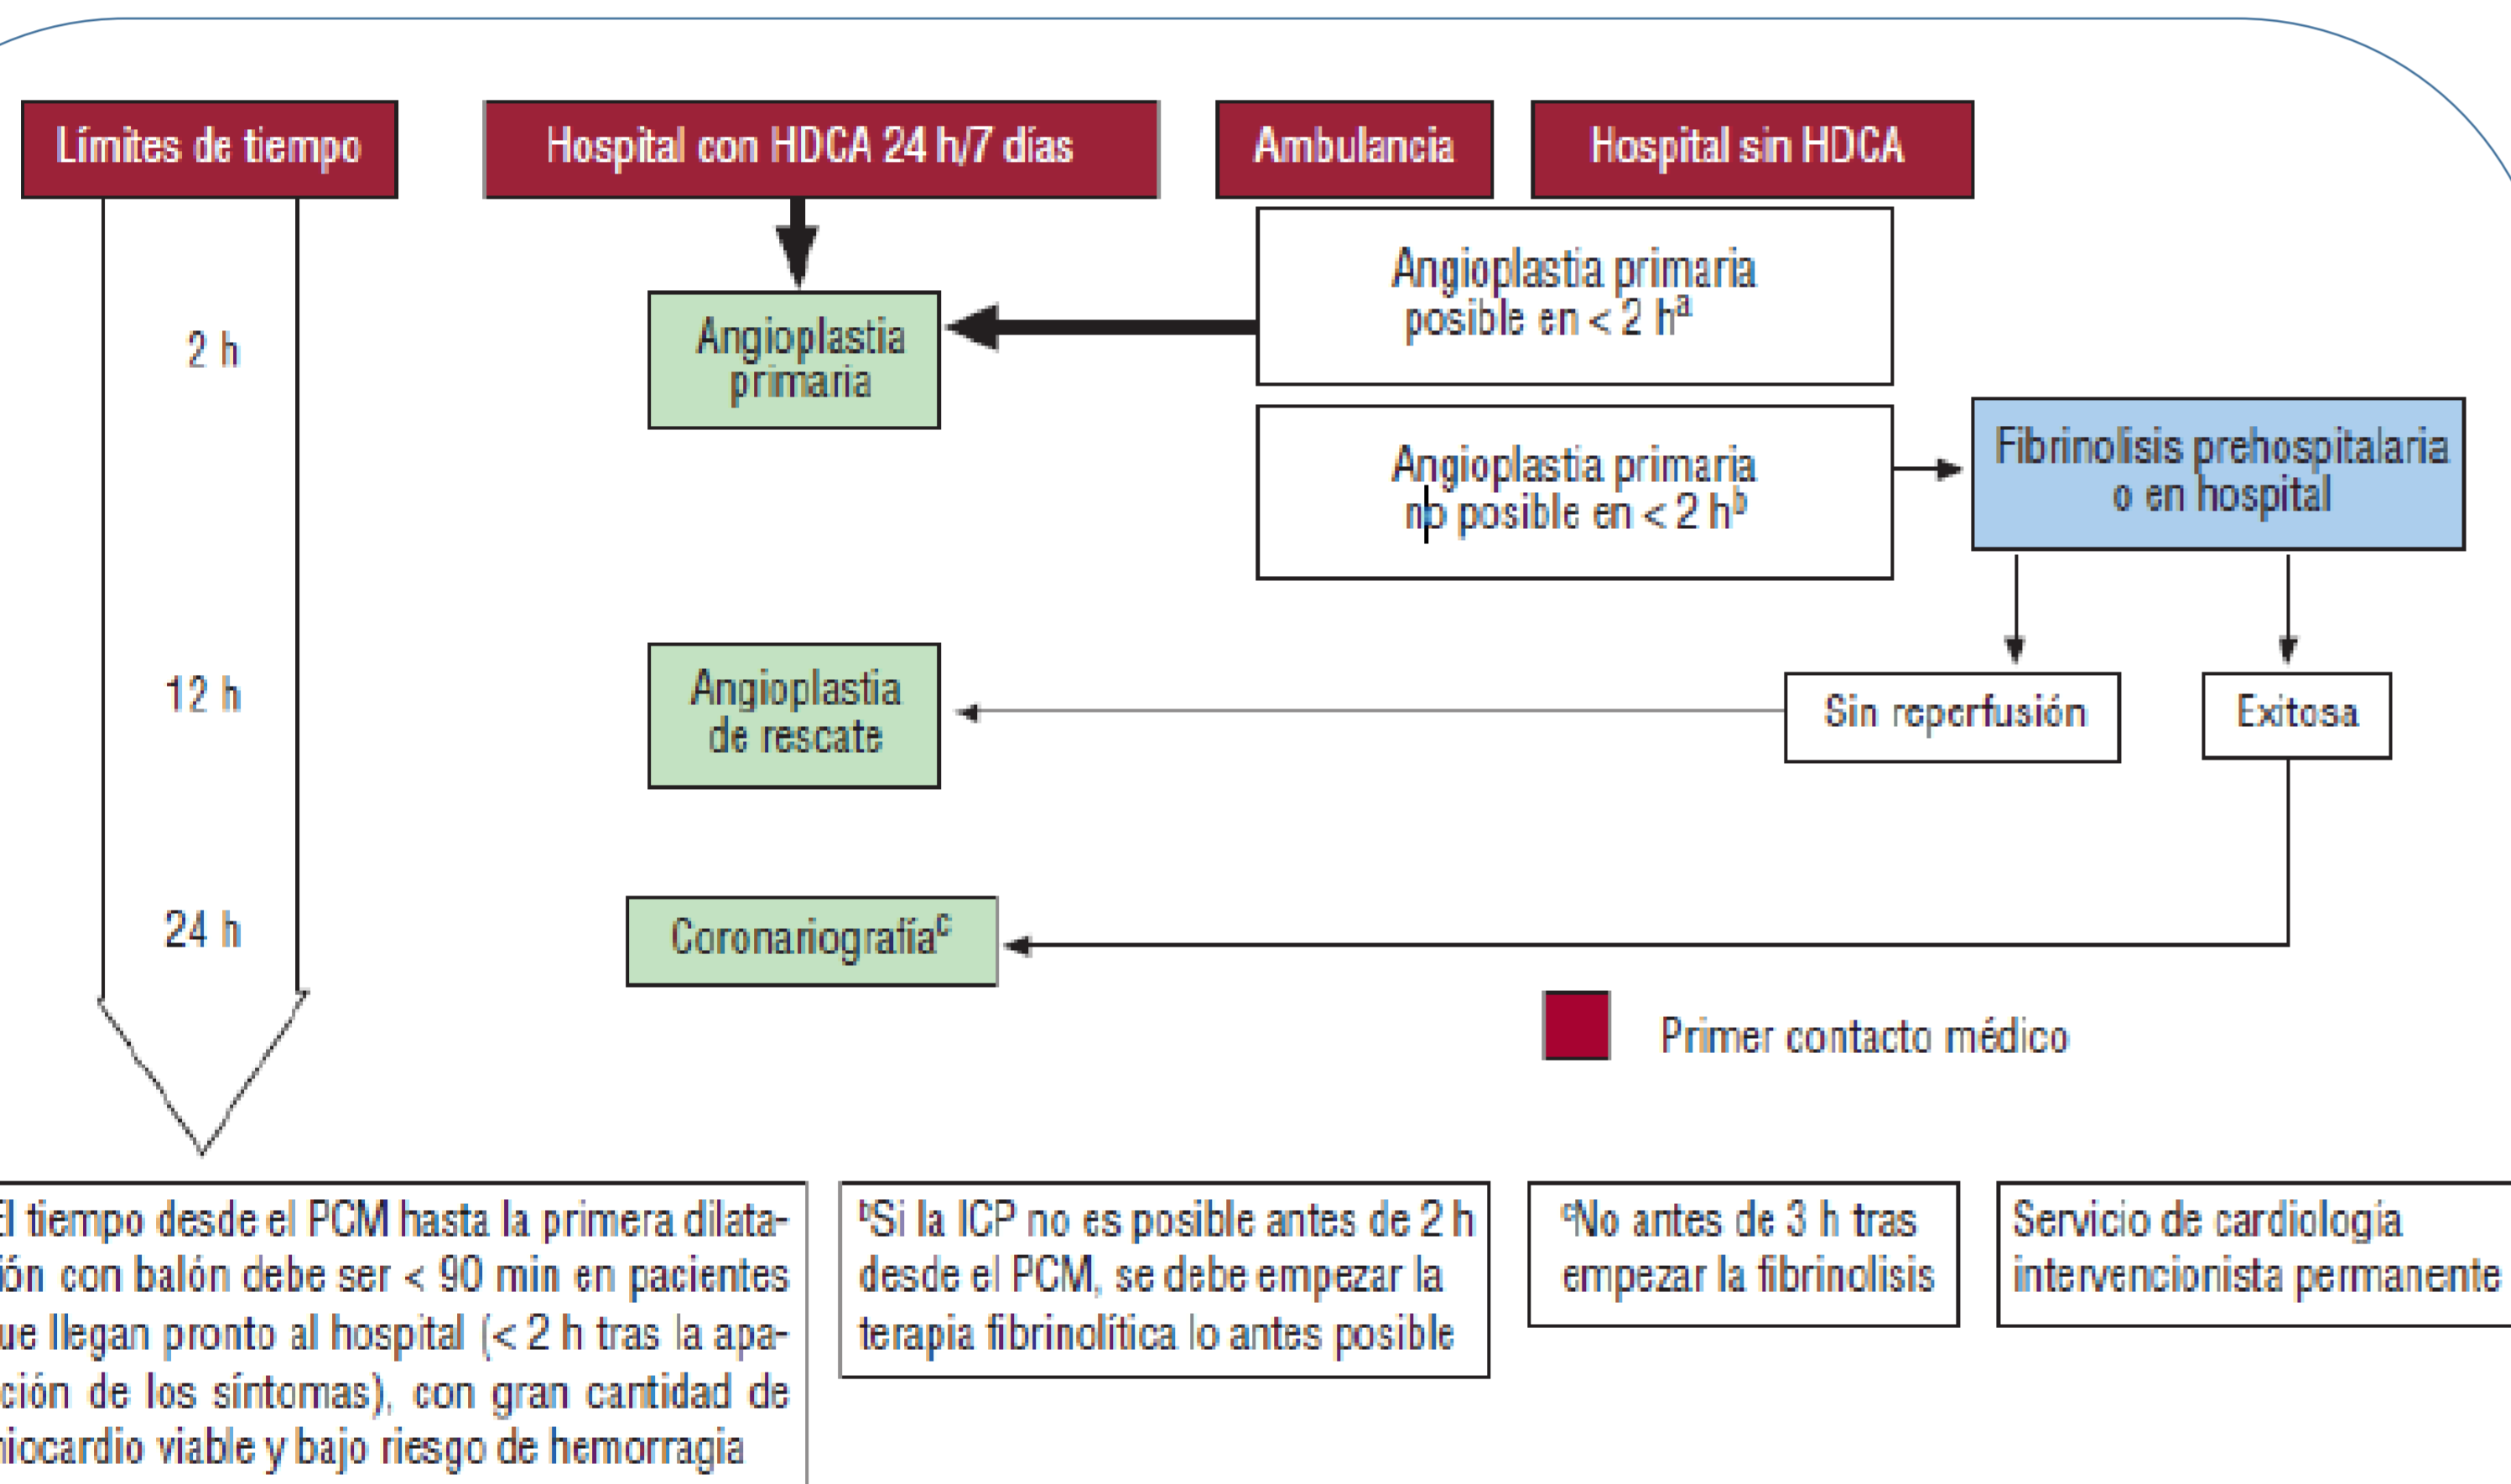 Límites de tiempo
Hospital con HDCA 24 h/7 días
Ambulancia
Hospital sin HDCA
2 h
12 h
24 h
Angioplastia
primaria
Angioplastia primaria
posible en < 2 hª
Angioplastia primaria
no posible en < 2 hᵇ
Fibrinolisis prehospitalaria
o en hospital
Angioplastia
de rescate
Sin reperfusión
Exitosa
Coronariografíaᶜ
Primer contacto médico
El tiempo desde el PCM hasta la primera dilata-
ión con balón debe ser < 90 min en pacientes
ue llegan pronto al hospital (< 2 h tras la apa-
ción de los síntomas), con gran cantidad de
miocardio viable y bajo riesgo de hemorragia
ᵇSi la ICP no es posible antes de 2 h
desde el PCM, se debe empezar la
terapia fibrinolítica lo antes posible
ᶜNo antes de 3 h tras
empezar la fibrinolisis
Servicio de cardiología
intervencionista permanente